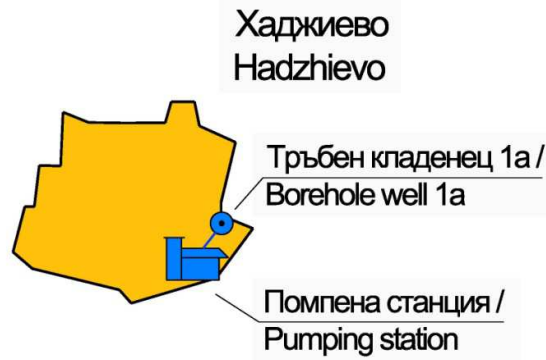 Хаджиево
Hadzhievo
Тръбен кладенец 1а /
Borehole well 1a
Помпена станция /
Pumping station